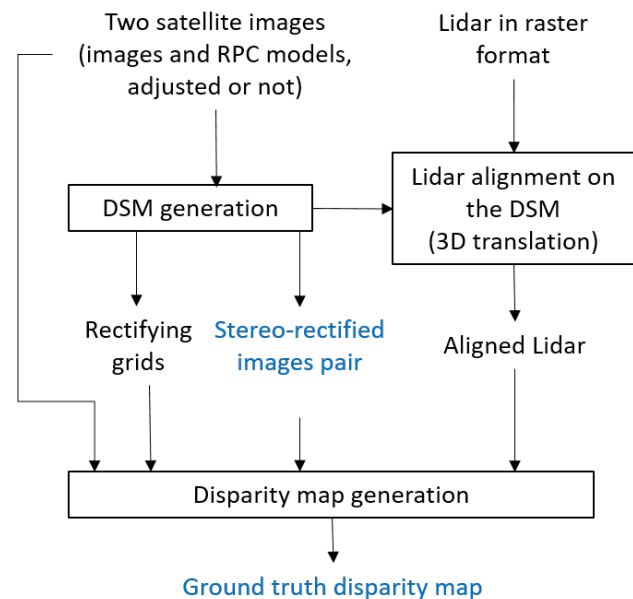 Two satellite images
(images and RPC models,
adjusted or not)
Lidar in raster
format
DSM generation
Lidar alignment on
the DSM
(3D translation)
Rectifying
grids
Stereo-rectified
images pair
Aligned Lidar
Disparity map generation
Ground truth disparity map